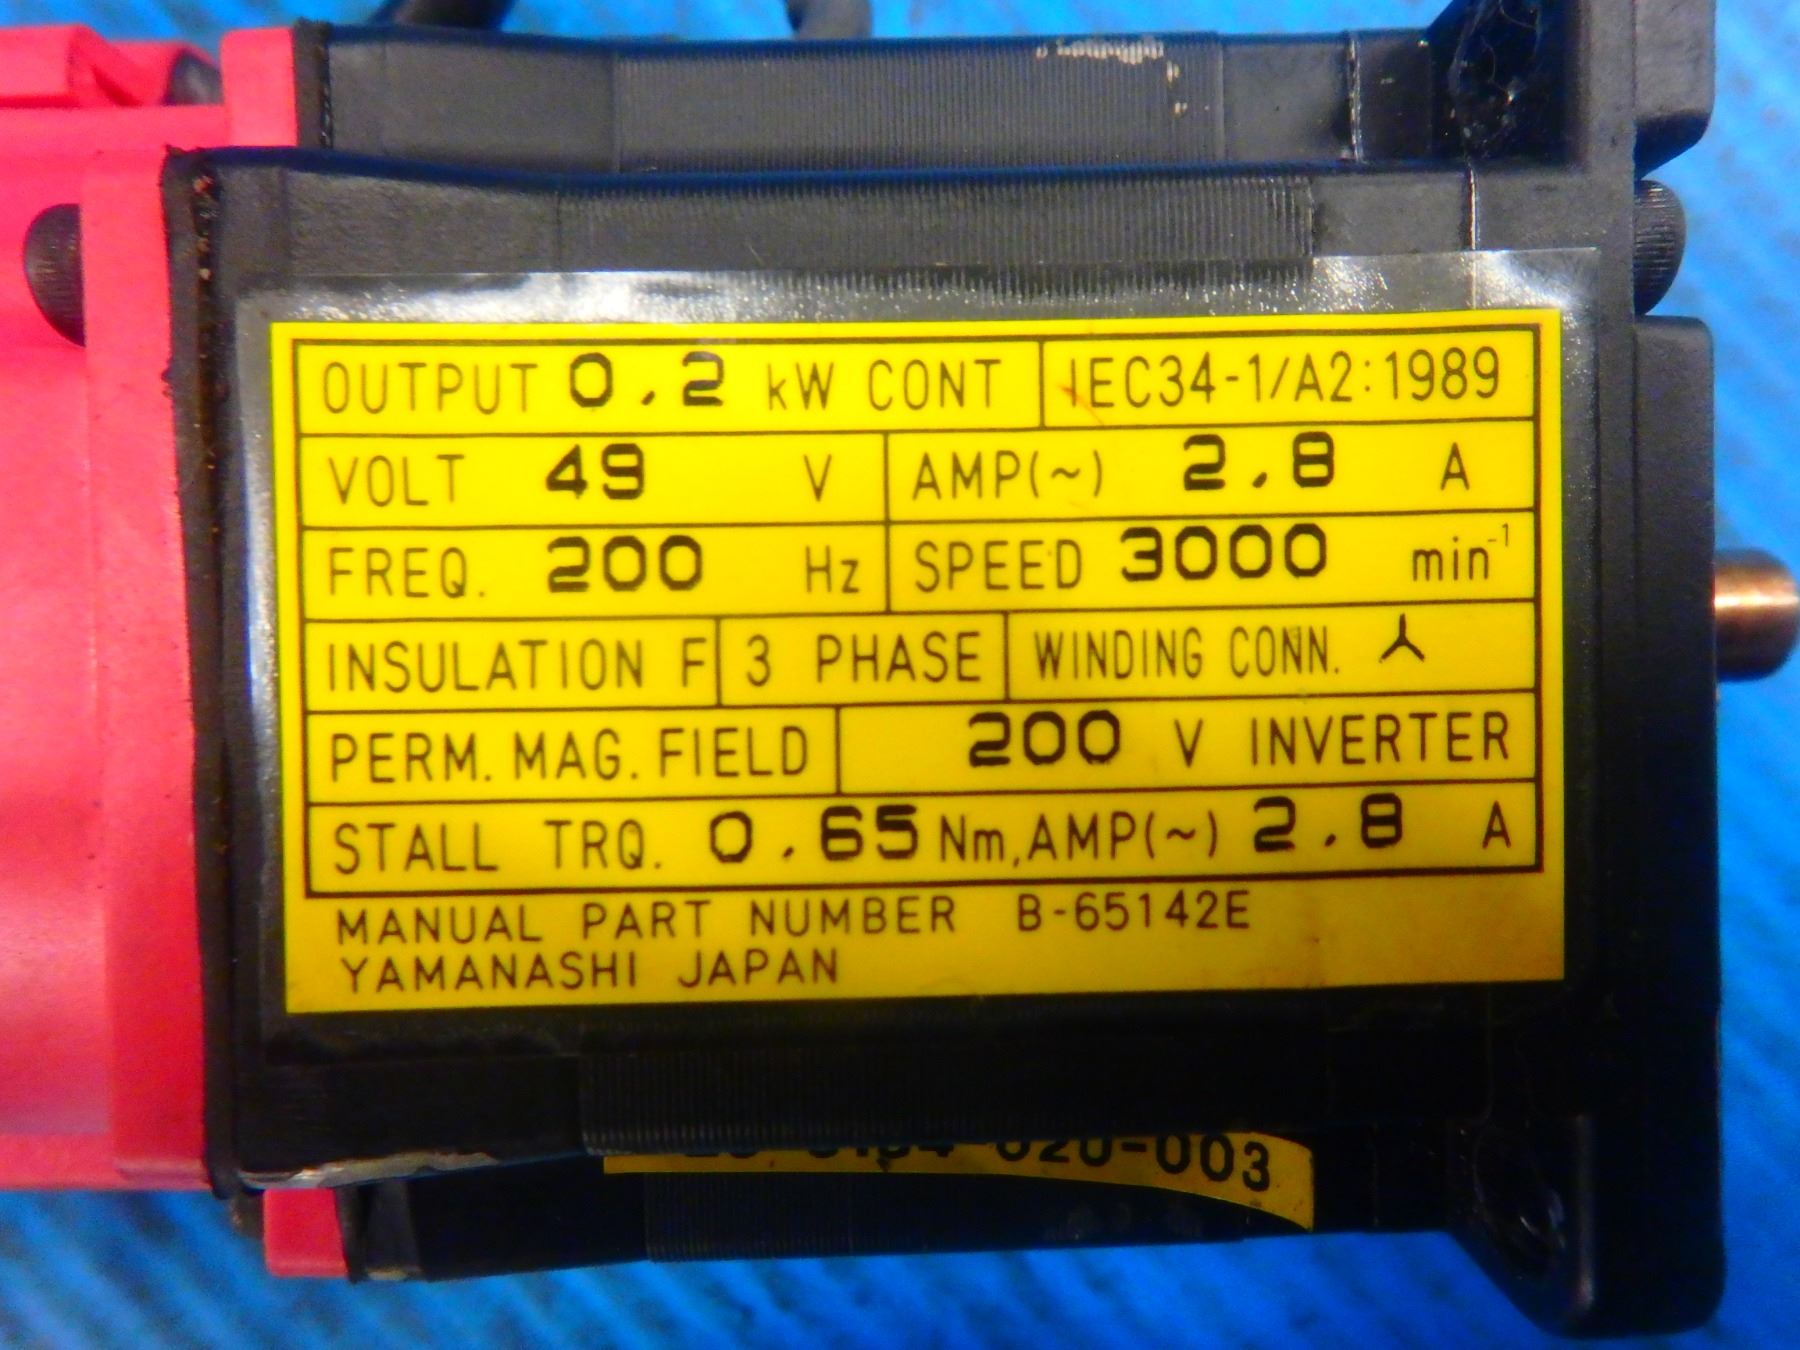 OUTPUT 0.2 kW CONT IEC34-1/A2:1989
VOLT 49 V AMP(~) 2.8 A
FREQ. 200 Hz SPEED 3000 min⁻¹
INSULATION F 3 PHASE WINDING CONN.
PERM. MAG. FIELD 200 V INVERTER
STALL TRQ. 0.65 Nm, AMP(~) 2.8 A
MANUAL PART NUMBER B-65142E
YAMANASHI JAPAN
020-003